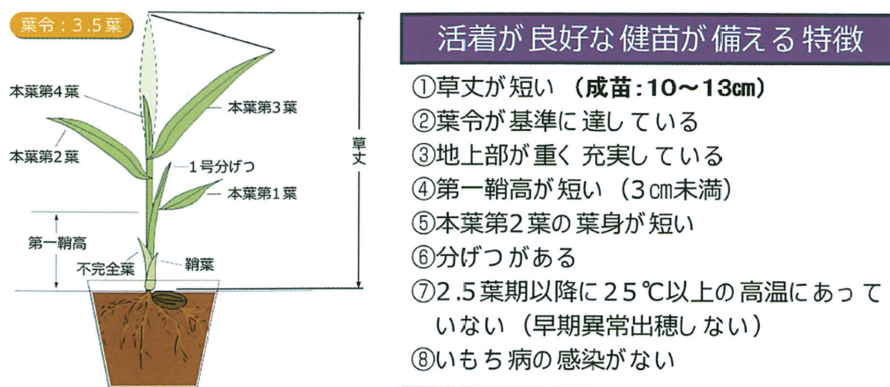 葉令：3.5葉
本葉第4葉
本葉第3葉
本葉第2葉
1号分げつ
本葉第1葉
草丈
第一鞘高
不完全葉
鞘葉
活着が良好な健苗が備える特徴
①草丈が短い（成苗：10～13㎝）
②葉令が基準に達している
③地上部が重く充実している
④第一鞘高が短い（3㎝未満）
⑤本葉第2葉の葉身が短い
⑥分げつがある
⑦2.5葉期以降に25℃以上の高温にあって
いない（早期異常出穂しない）
⑧いもち病の感染がない